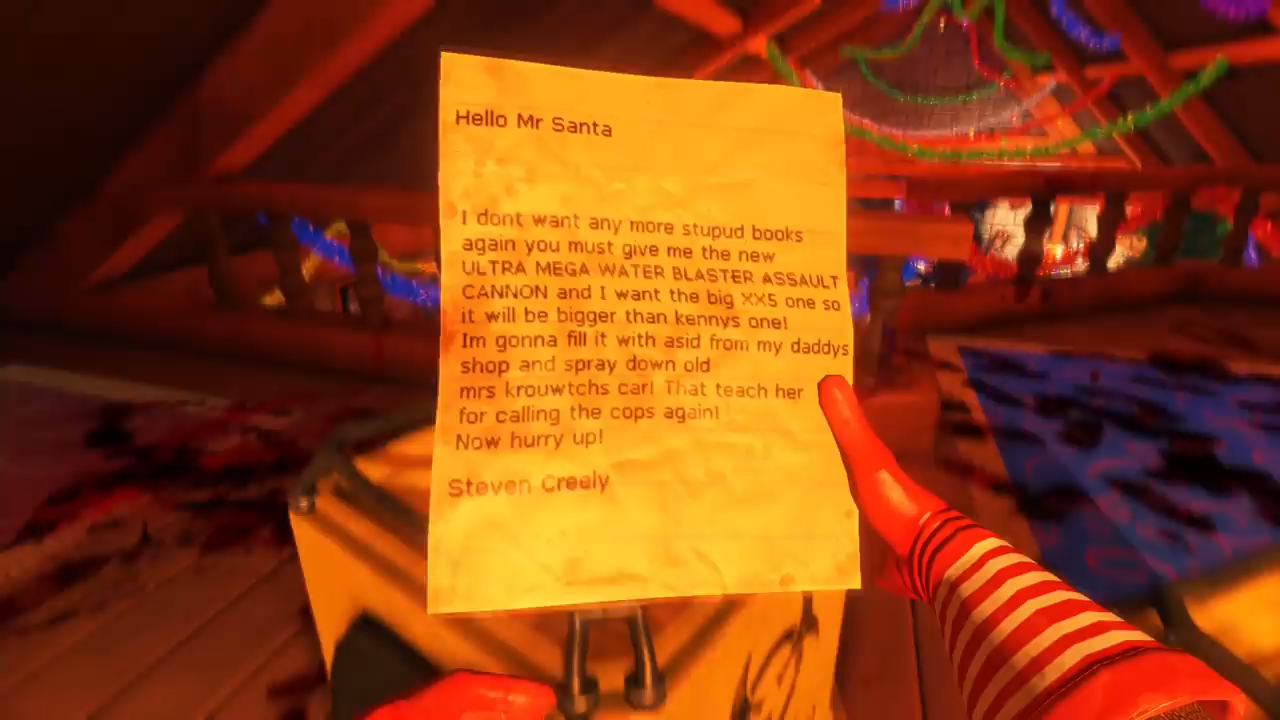 Hello Mr Santa
I dont want any more stupud books
again you must give me the new
ULTRA MEGA WATER BLASTER ASSAULT
CANNON and I want the big XX5 one so
it will be bigger than kennys one!
Im gonna fill it with asid from my daddys
shop and spray down old
mrs krouwtchs car! That teach her
for calling the cops again!
Now hurry up!
Steven Creely